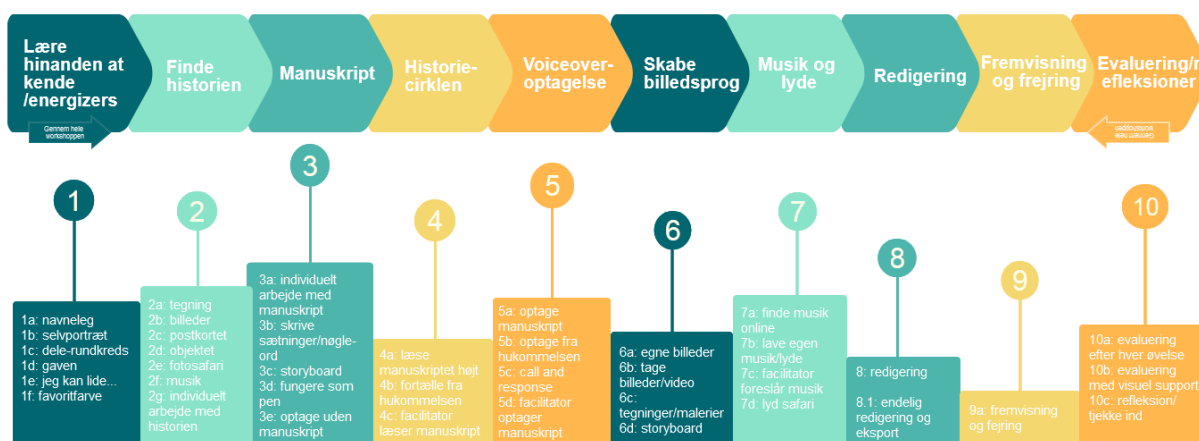 Lære
hinanden at
kende
/energizers
Gennem hele
workshoppen
Finde
historien
Manuskript
Historie-
cirklen
Voiceover-
optagelse
Skabe
billedsprog
Musik og
lyde
Redigering
Fremvisning
og frejring
Evaluering/r
efleksioner
Gennem hele
workshoppen
1
1a: navneleg
1b: selvportræt
1c: dele-rundkreds
1d: gaven
1e: jeg kan lide...
1f: favoritfarve
2
2a: tegning
2b: billeder
2c: postkortet
2d: objektet
2e: fotosafari
2f: musik
2g: individuelt
arbejde med
historien
3
3a: individuelt
arbejde med
manuskript
3b: skrive
sætninger/nøgle-
ord
3c: storyboard
3d: fungere som
pen
3e: optage uden
manuskript
4
4a: læse
manuskriptet højt
4b: fortælle fra
hukommelsen
4c: facilitator
læser manuskript
5
5a: optage
manuskript
5b: optage fra
hukommelsen
5c: call and
response
5d: facilitator
optager
manuskript
6
6a: egne billeder
6b: tage
billeder/video
6c:
tegninger/malerier
6d: storyboard
7
7a: finde musik
online
7b: lave egen
musik/lyde
7c: facilitator
foreslår musik
7d: lyd safari
8
8: redigering
8.1: endelig
redigering og
eksport
9
9a: fremvisning
og fejring
10
10a: evaluering
efter hver øvelse
10b: evaluering
med visuel support
10c: refleksion/
tjekke ind